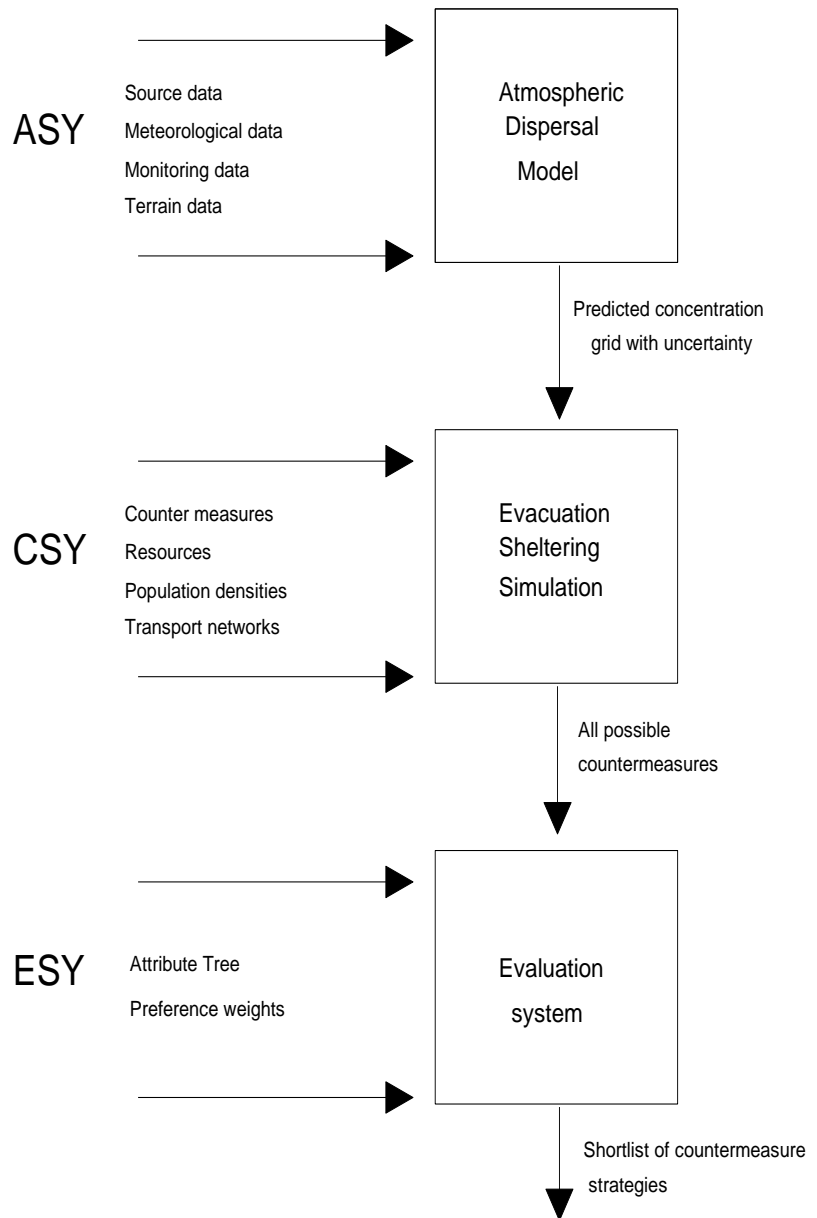 ASY
Source data
Meteorological data
Monitoring data
Terrain data
Atmospheric
Dispersal
Model
Predicted concentration
grid with uncertainty
CSY
Counter measures
Resources
Population densities
Transport networks
Evacuation
Sheltering
Simulation
All possible
countermeasures
ESY
Attribute Tree
Preference weights
Evaluation
system
Shortlist of countermeasure
strategies